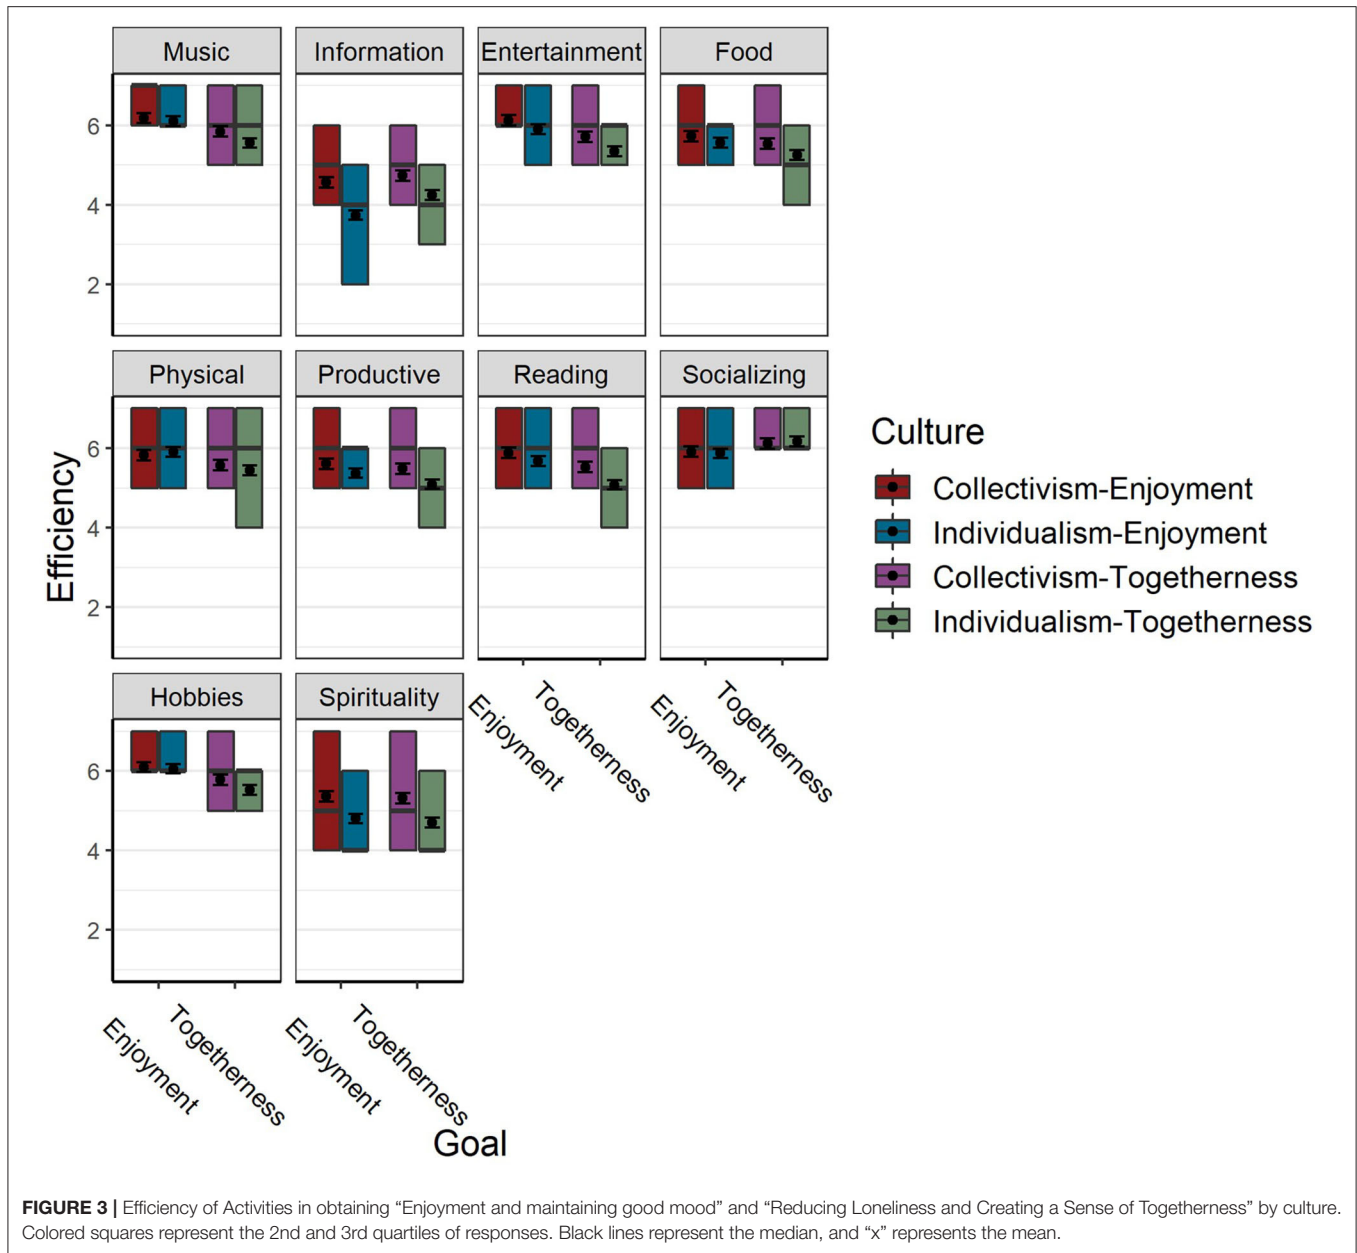 Music Information Entertainment Food
6
4
2
Physical Productive Reading Socializing
6
4
2
Efficiency
Culture
Collectivism-Enjoyment
Individualism-Enjoyment
Collectivism-Togetherness
Individualism-Togetherness
Hobbies Spirituality
Enjoyment Togetherness Enjoyment Togetherness
6
4
2
Enjoyment Togetherness Enjoyment Togetherness
Goal
FIGURE 3 | Efficiency of Activities in obtaining “Enjoyment and maintaining good mood” and “Reducing Loneliness and Creating a Sense of Togetherness” by culture.
Colored squares represent the 2nd and 3rd quartiles of responses. Black lines represent the median, and “x” represents the mean.